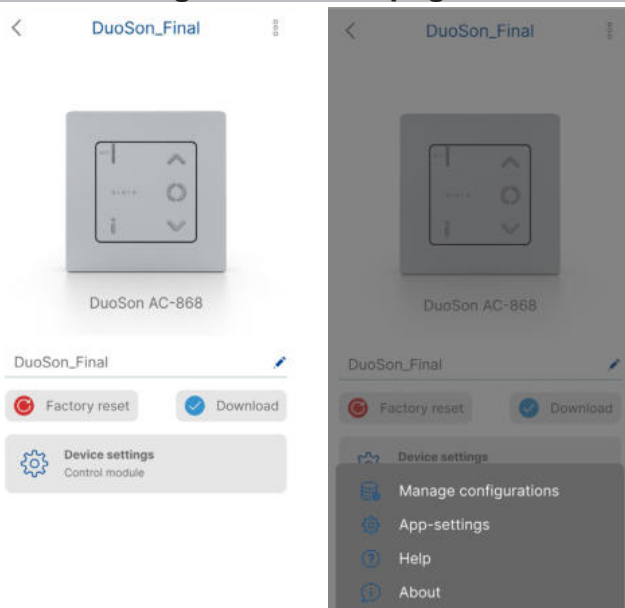 DuoSon_Final
DuoSon AC-868
DuoSon_Final
Factory reset
Download
Device settings
Control module
DuoSon_Final
DuoSon AC-868
DuoSon_Final
Factory reset
Download
Device settings
Manage configurations
App-settings
Help
About